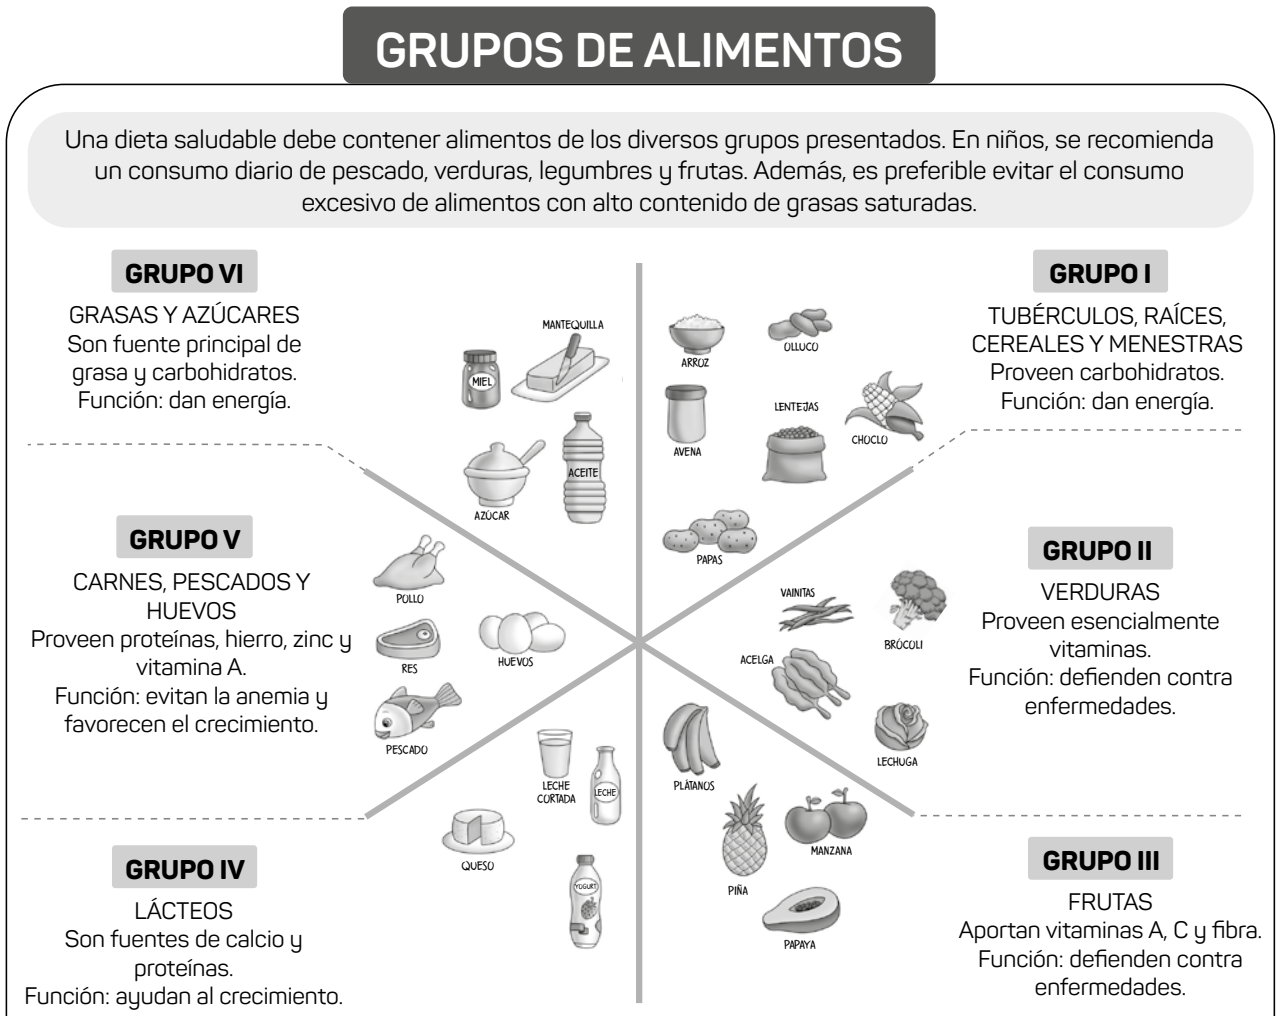 GRUPOS DE ALIMENTOS
Una dieta saludable debe contener alimentos de los diversos grupos presentados. En niños, se recomienda
un consumo diario de pescado, verduras, legumbres y frutas. Además, es preferible evitar el consumo
excesivo de alimentos con alto contenido de grasas saturadas.
GRUPO VI
GRASAS Y AZÚCARES
Son fuente principal de
grasa y carbohidratos.
Función: dan energía.
MANTEQUILLA
MIEL
ACEITE
AZÚCAR
GRUPO I
TUBÉRCULOS, RAÍCES,
CEREALES Y MENESTRAS
Proveen carbohidratos.
Función: dan energía.
ARROZ
OLLUCO
AVENA
LENTEJAS
CHOCLO
PAPAS
GRUPO V
CARNES, PESCADOS Y
HUEVOS
Proveen proteínas, hierro, zinc y
vitamina A.
Función: evitan la anemia y
favorecen el crecimiento.
POLLO
RES
HUEVOS
PESCADO
GRUPO II
VERDURAS
Proveen esencialmente
vitaminas.
Función: defienden contra
enfermedades.
VAINITAS
BRÓCOLI
ACELGA
LECHUGA
GRUPO IV
LÁCTEOS
Son fuentes de calcio y
proteínas.
Función: ayudan al crecimiento.
LECHE
CORTADA
LECHE
QUESO
YOGURT
GRUPO III
FRUTAS
Aportan vitaminas A, C y fibra.
Función: defienden contra
enfermedades.
PLÁTANOS
MANZANA
PIÑA
PAPAYA